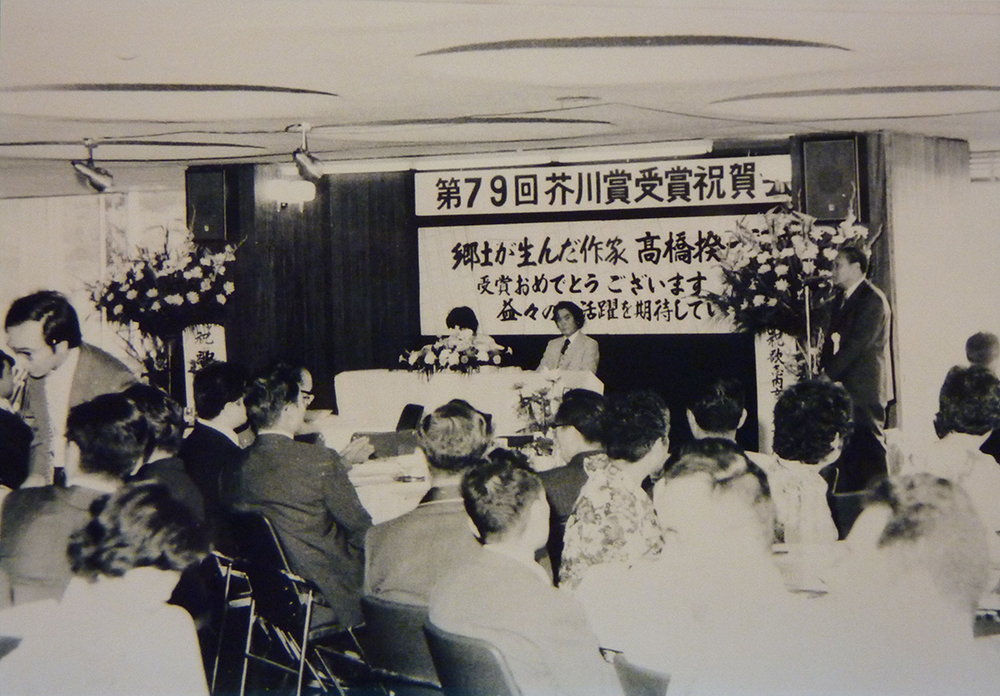 第79回芥川賞受賞祝賀
郷土が生んだ作家 高橋揆
受賞おめでとうございます
益々の 活躍を期待してい
祝
祝